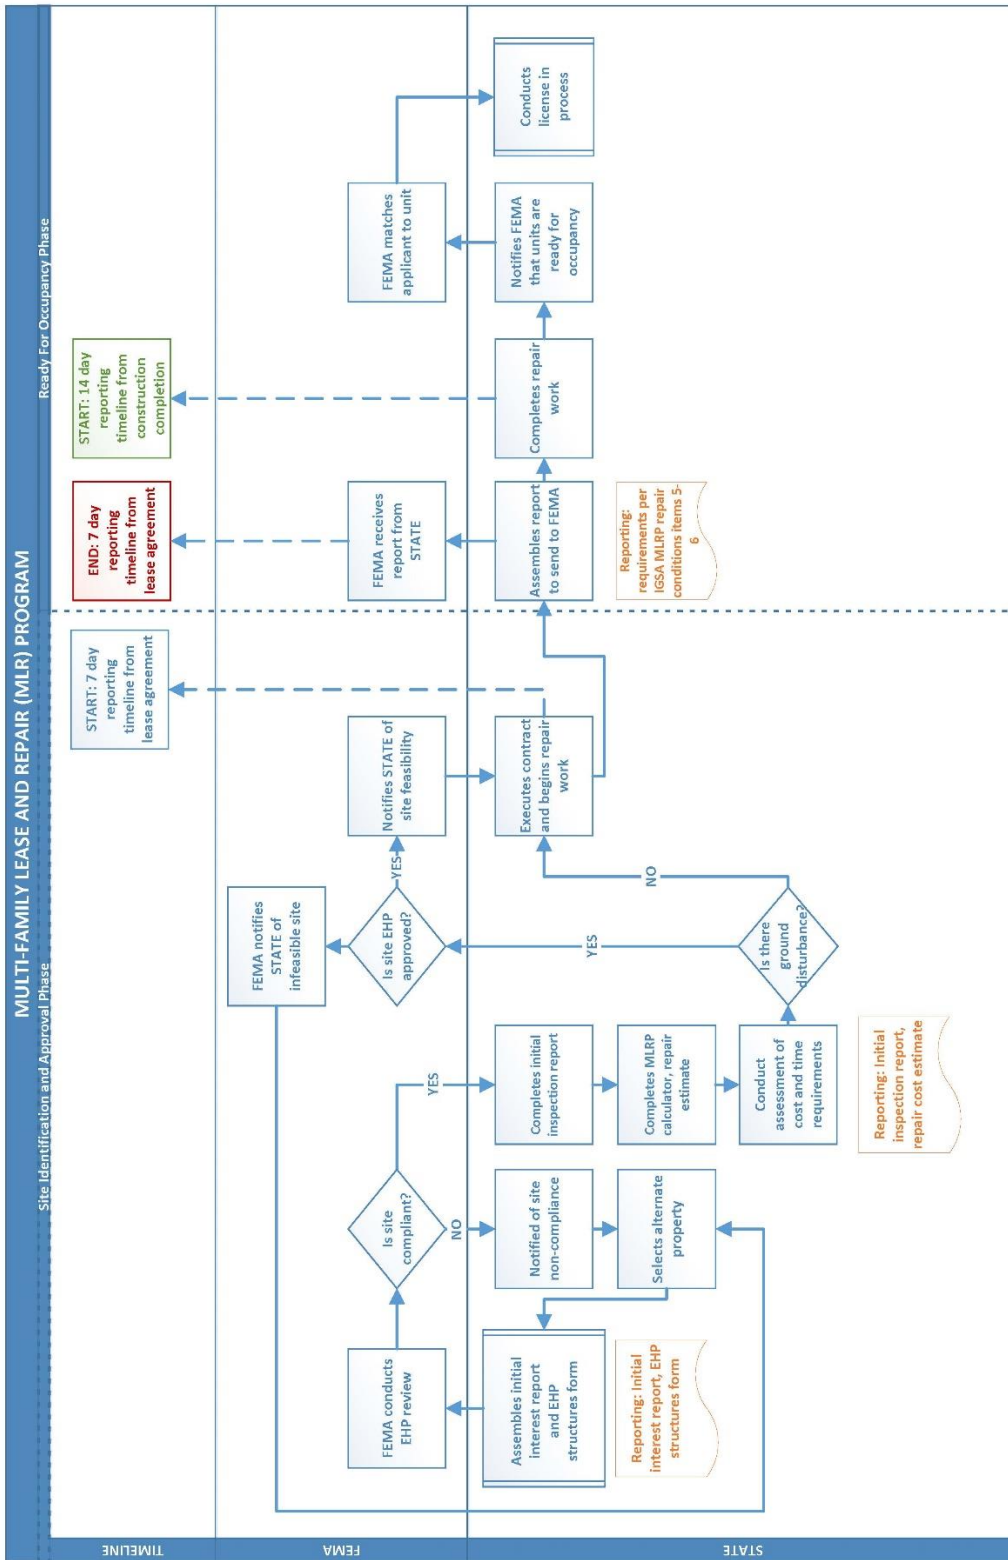 MULTI-FAMILY LEASE AND REPAIR (MLR) PROGRAM
Site Identification and Approval Phase
Ready For Occupancy Phase
TIMELINE
START: 7 day
reporting
timeline from
lease agreement
END: 7 day
reporting
timeline from
lease agreement
START: 14 day
reporting
timeline from
construction
completion
FEMA
FEMA conducts
EHP review
Is site
compliant?
NO
YES
FEMA notifies
STATE of
infeasible site
Is site EHP
approved?
YES
Notifies STATE of
site feasibility
FEMA receives
report from
STATE
FEMA matches
applicant to unit
STATE
Assembles initial
interest report
and EHP
structures form
Reporting: Initial
interest report, EHP
structures form
Notified of site
non-compliance
Selects alternate
property
Completes initial
inspection report
Completes MLRP
calculator, repair
estimate
Conduct
assessment of
cost and time
requirements
Reporting: Initial
inspection report,
repair cost estimate
Is there
ground
disturbance?
YES
NO
Executes contract
and begins repair
work
Assembles report
to send to FEMA
Reporting:
requirements per
IGSA MLRP repair
conditions items 5-
6
Completes repair
work
Notifies FEMA
that units are
ready for
occupancy
Conducts
license in
process